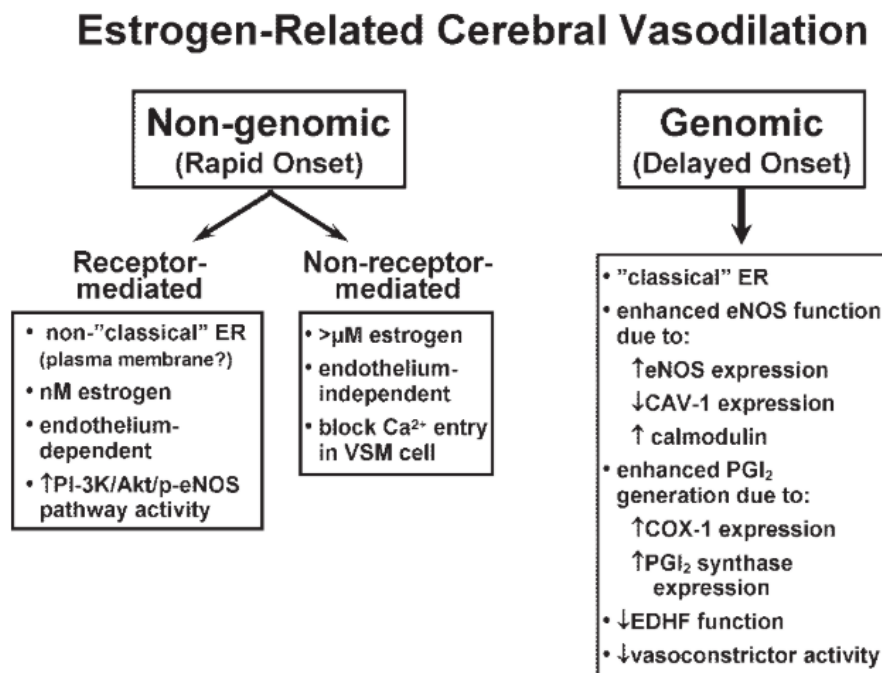 Estrogen-Related Cerebral Vasodilation
Non-genomic
(Rapid Onset)
Receptor-
mediated
• non-”classical” ER
(plasma membrane?)
• nM estrogen
• endothelium-
dependent
• ↑PI-3K/Akt/p-eNOS
pathway activity
Non-receptor-
mediated
• >µM estrogen
• endothelium-
independent
• block Ca²⁺ entry
in VSM cell
Genomic
(Delayed Onset)
• ”classical” ER
• enhanced eNOS function
due to:
↑eNOS expression
↓CAV-1 expression
↑ calmodulin
• enhanced PGI₂
generation due to:
↑COX-1 expression
↑PGI₂ synthase
expression
• ↓EDHF function
• ↓vasoconstrictor activity